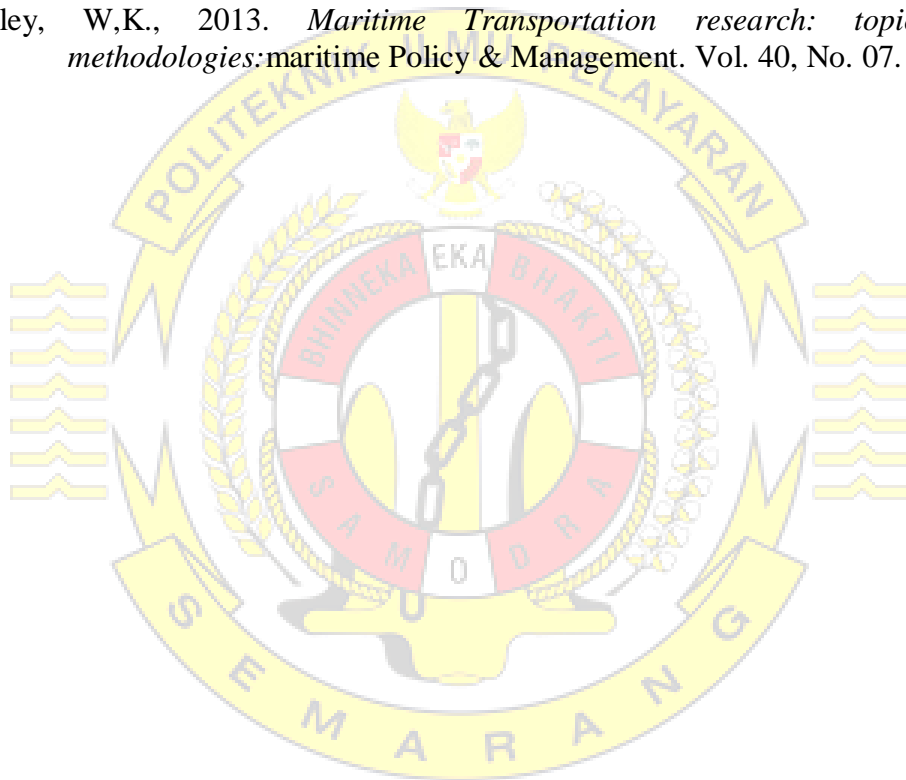 ley, W,K., 2013. Maritime Transportation research: topic
methodologies:maritime Policy & Management. Vol. 40, No. 07.
POLITEKNIK ILMU PELAYARAN
BHINNEKA EKA BHAKTI
SAMODRA
SEMARANG